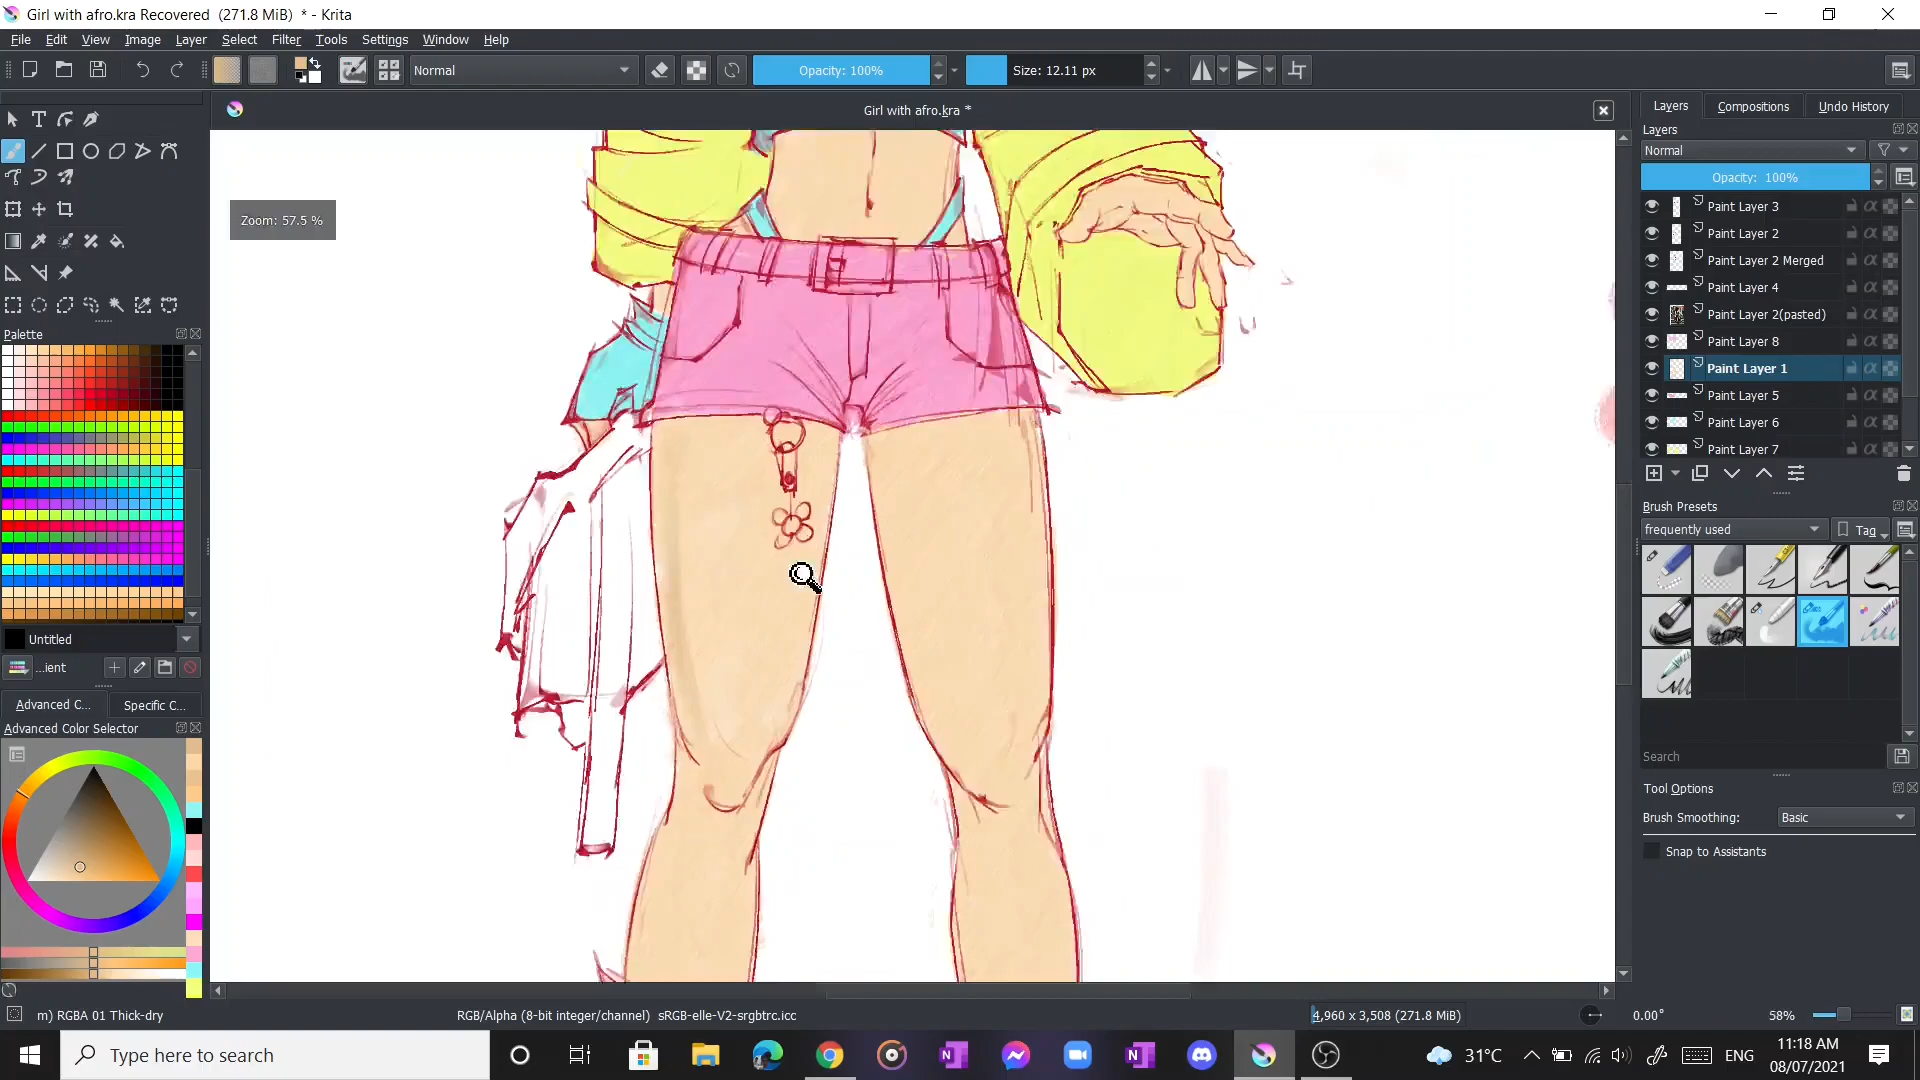 Girl with afro.kra Recovered (271.8 MiB) * - Krita
File Edit View Image Layer Select Filter Tools Settings Window Help
Normal
Opacity: 100%
Size: 12.11 px
Girl with afro.kra *
Layers Compositions Undo History
Layers
Normal
Opacity: 100%
Zoom: 57.5 %
Paint Layer 3
Paint Layer 2
Paint Layer 2 Merged
Paint Layer 4
Paint Layer 2(pasted)
Paint Layer 8
Paint Layer 1
Paint Layer 5
Paint Layer 6
Paint Layer 7
Palette
Untitled
...ient
Advanced C... Specific C...
Advanced Color Selector
Brush Presets
frequently used
Tag
Search
Tool Options
Brush Smoothing: Basic
Snap to Assistants
m) RGBA 01 Thick-dry
RGB/Alpha (8-bit integer/channel) sRGB-elle-V2-srgbtrc.icc
4,960 x 3,508 (271.8 MiB)
0.00°
58%
Type here to search
31°C
ENG
11:18 AM
08/07/2021